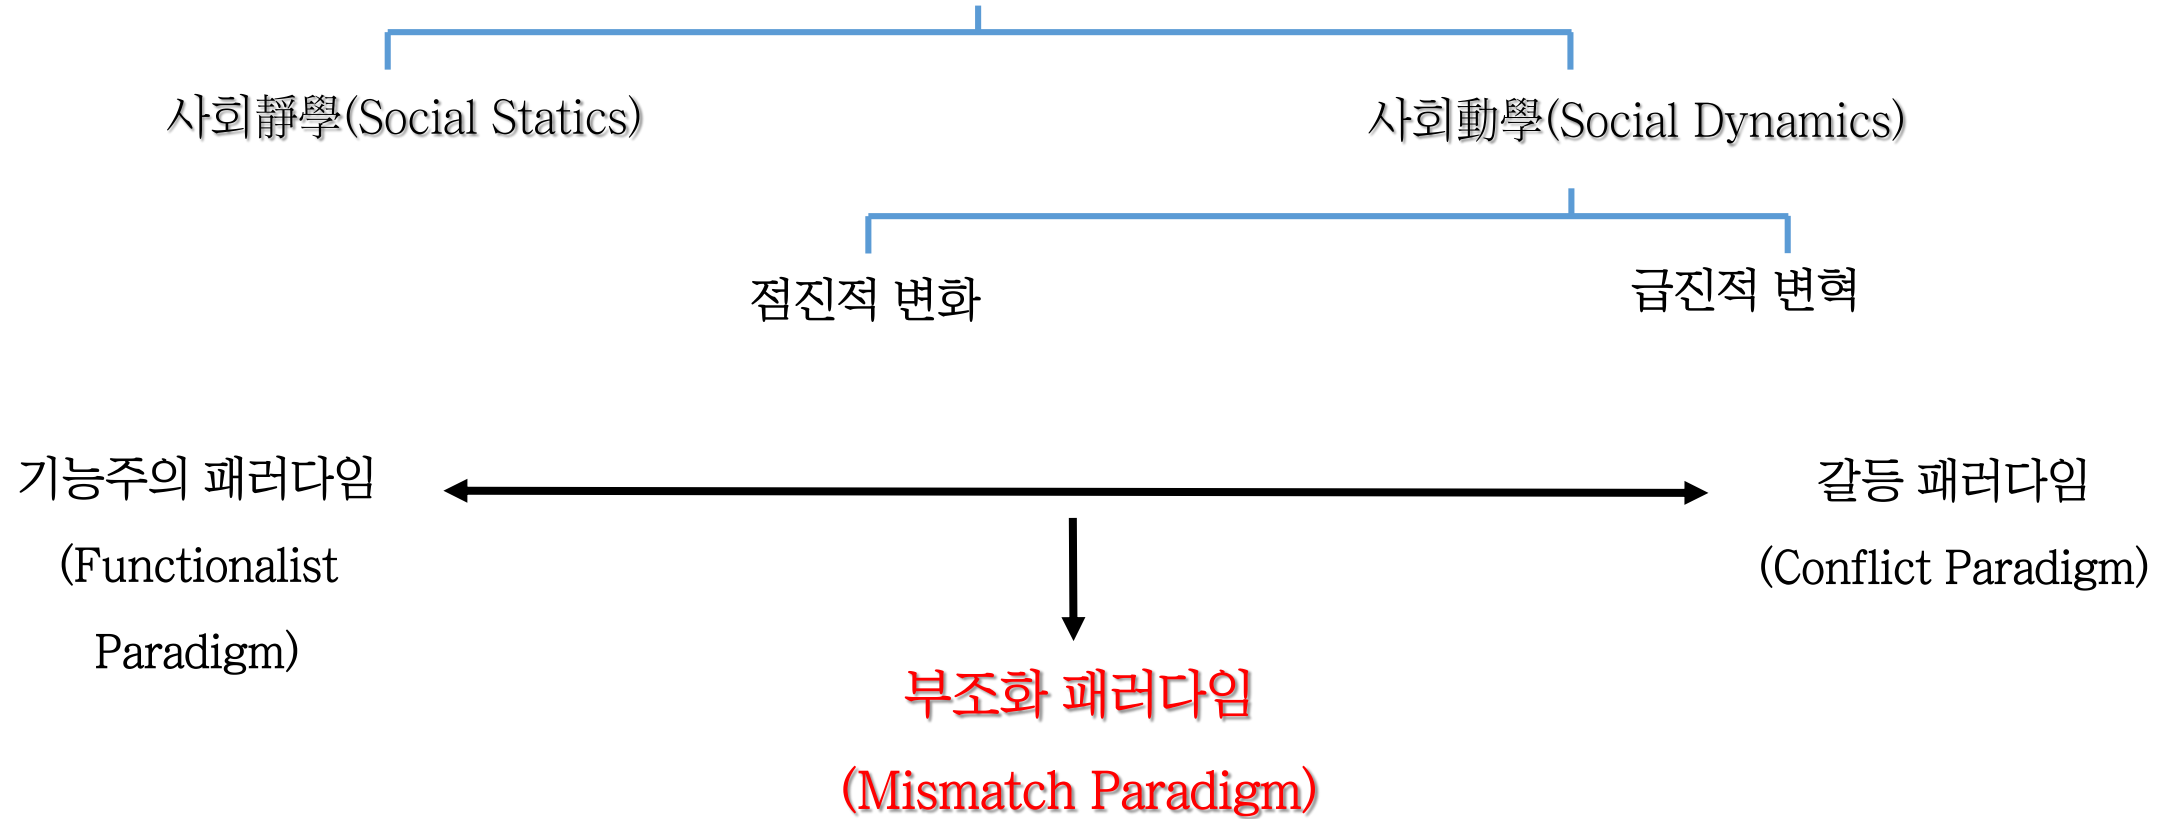 사회靜學(Social Statics)
사회動學(Social Dynamics)
점진적 변화
급진적 변혁
기능주의 패러다임
(Functionalist
Paradigm)
갈등 패러다임
(Conflict Paradigm)
부조화 패러다임
(Mismatch Paradigm)